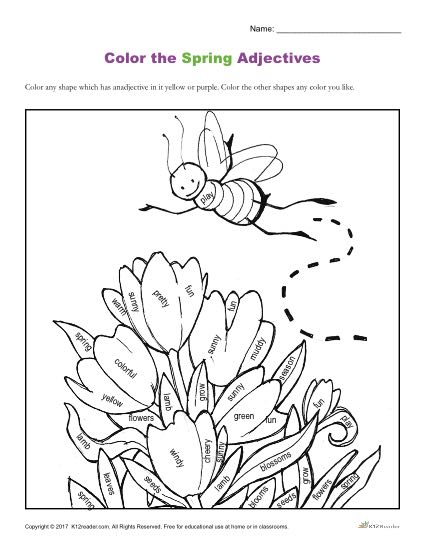 Name: ____________________________
Color the Spring Adjectives
Color any shape which has anadjective in it yellow or purple. Color the other shapes any color you like.
play
warm
sunny
pretty
fun
fun
sunny
muddy
spring
colorful
yellow
season
lamb
grow
sunny
green
fun
fun
play
flowers
lamb
windy
cheery
sunny
blossoms
leaves
seeds
lamb
grow
spring
blooms
seeds
flowers
spring
Copyright © 2017 K12reader.com. All Rights Reserved. Free for educational use at home or in classrooms.
K12Reader